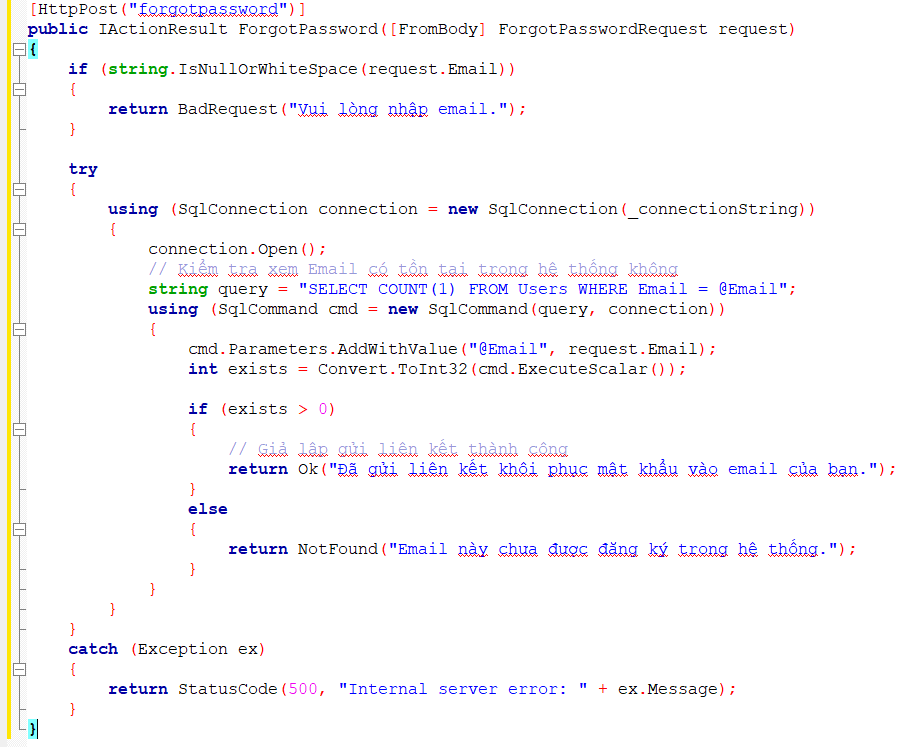 [HttpPost("forgotpassword")]
public IActionResult ForgotPassword([FromBody] ForgotPasswordRequest request)
{
    if (string.IsNullOrWhiteSpace(request.Email))
    {
        return BadRequest("Vui lòng nhập email.");
    }
    try
    {
        using (SqlConnection connection = new SqlConnection(_connectionString))
        {
            connection.Open();
            // Kiểm tra xem Email có tồn tại trong hệ thống không
            string query = "SELECT COUNT(1) FROM Users WHERE Email = @Email";
            using (SqlCommand cmd = new SqlCommand(query, connection))
            {
                cmd.Parameters.AddWithValue("@Email", request.Email);
                int exists = Convert.ToInt32(cmd.ExecuteScalar());
                if (exists > 0)
                {
                    // Giả lập gửi liên kết thành công
                    return Ok("Đã gửi liên kết khôi phục mật khẩu vào email của bạn.");
                }
                else
                {
                    return NotFound("Email này chưa được đăng ký trong hệ thống.");
                }
            }
        }
    }
    catch (Exception ex)
    {
        return StatusCode(500, "Internal server error: " + ex.Message);
    }
}